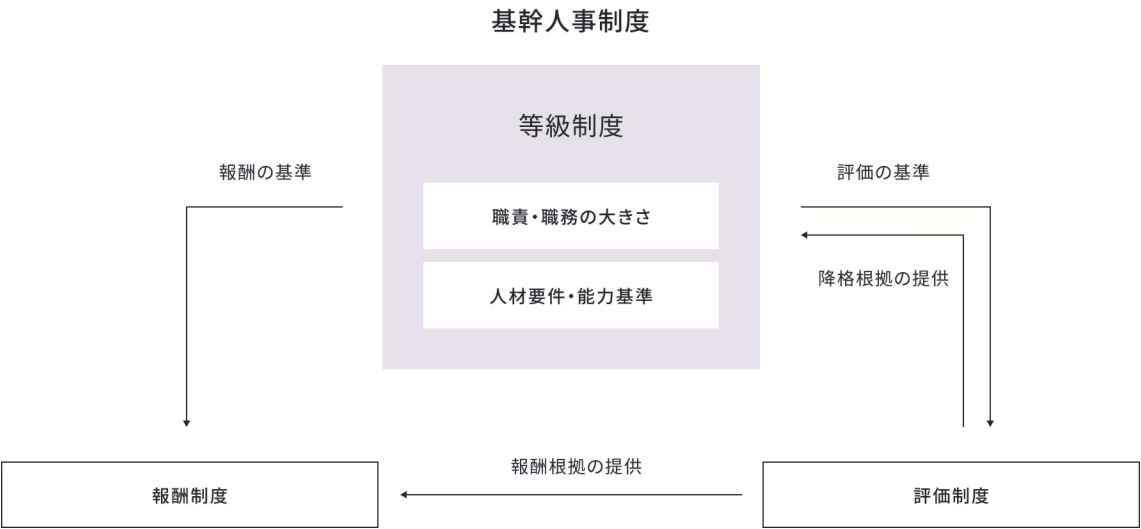 基幹人事制度
等級制度
報酬の基準
評価の基準
職責・職務の大きさ
降格根拠の提供
人材要件・能力基準
報酬根拠の提供
報酬制度
評価制度